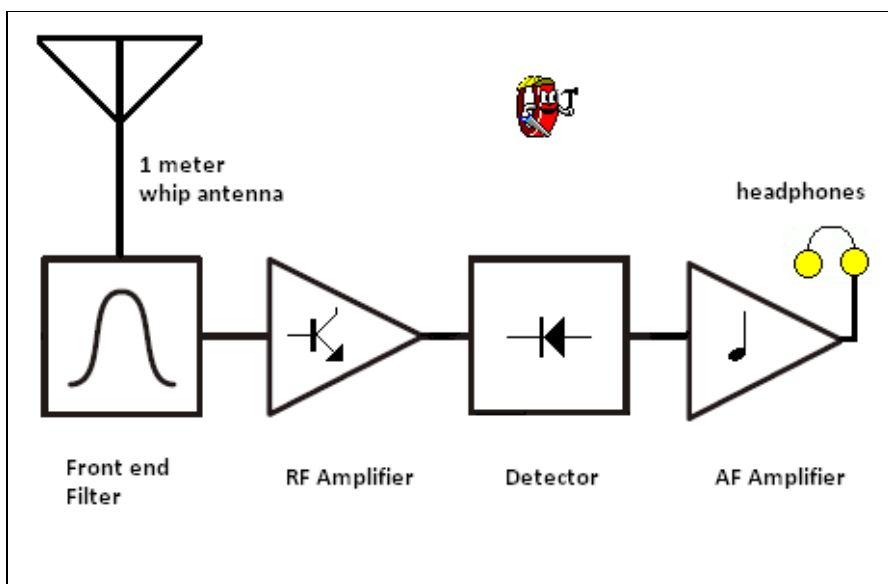 1 meter
whip antenna
headphones
Front end
Filter
RF Amplifier
Detector
AF Amplifier